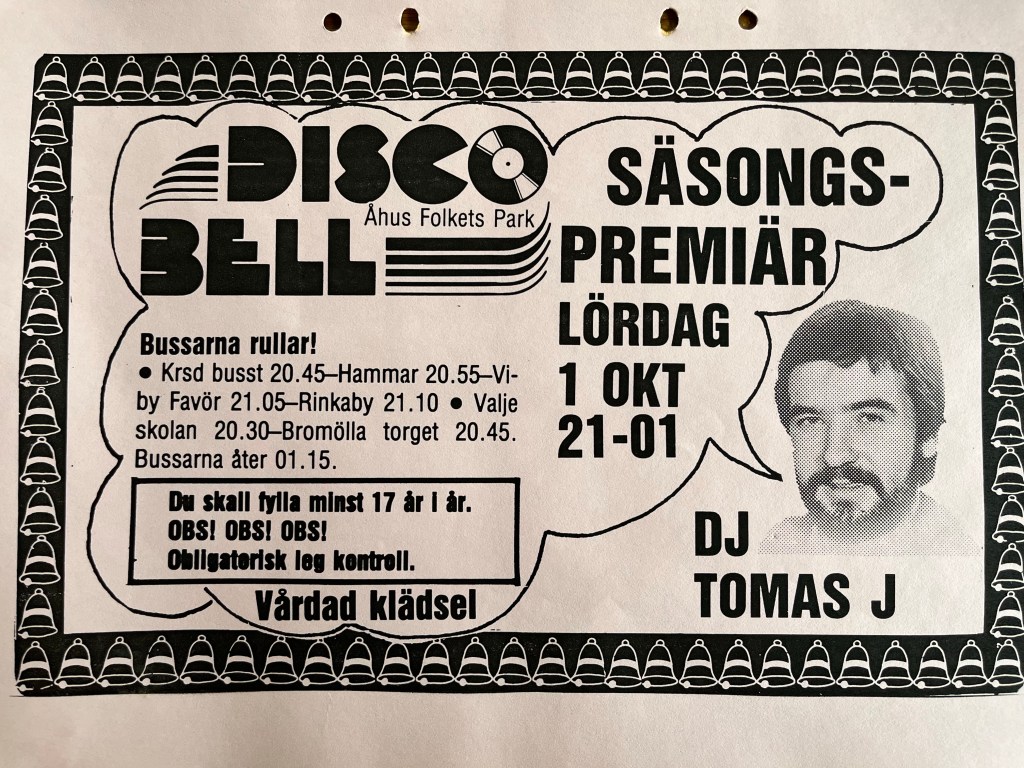 DISCO
Åhus Folkets Park
BELL
SÄSONGS-
PREMIÄR
LÖRDAG
1 OKT
21-01
Bussarna rullar!
● Krsd busst 20.45–Hammar 20.55–Vi-
by Favör 21.05–Rinkaby 21.10 ● Valje
skolan 20.30–Bromölla torget 20.45.
Bussarna åter 01.15.
Du skall fylla minst 17 år i år.
OBS! OBS! OBS!
Obligatorisk leg kontroll.
Vårdad klädsel
DJ
TOMAS J